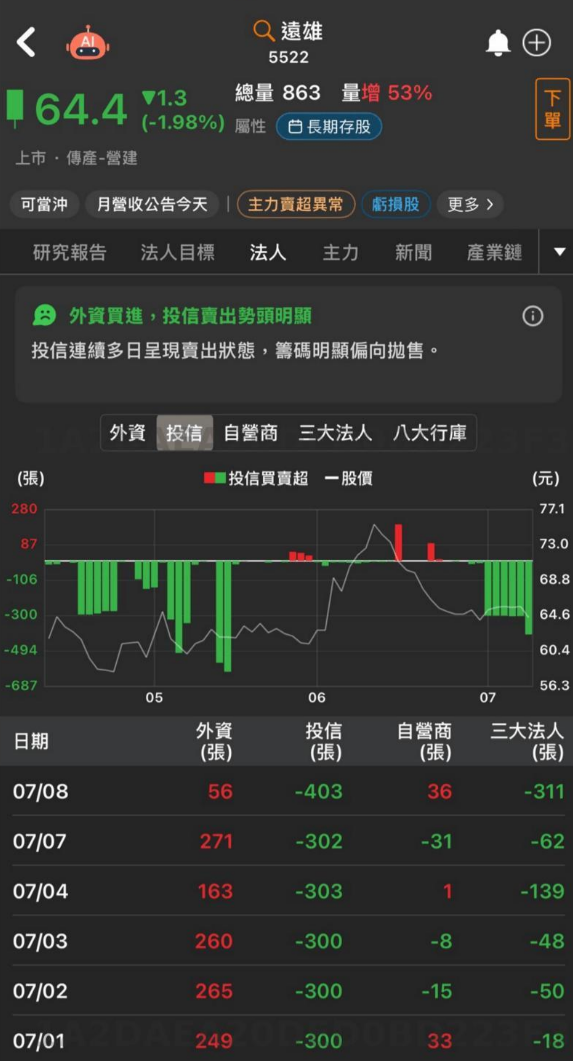 AI
遠雄
5522
64.4 ▼1.3 (-1.98%) 總量 863 量增 53%
屬性 長期存股
下單
上市・傳產-營建
可當沖 月營收公告今天 | 主力賣超異常 虧損股 更多 >
研究報告 法人目標 法人 主力 新聞 產業鏈 ▼
外資買進，投信賣出勢頭明顯
投信連續多日呈現賣出狀態，籌碼明顯偏向拋售。
外資 投信 自營商 三大法人 八大行庫
(張) 投信買賣超 股價 (元)
280 77.1
87 73.0
-106 68.8
-300 64.6
-494 60.4
-687 56.3
05 06 07
日期 外資(張) 投信(張) 自營商(張) 三大法人(張)
07/08 56 -403 36 -311
07/07 271 -302 -31 -62
07/04 163 -303 1 -139
07/03 260 -300 -8 -48
07/02 265 -300 -15 -50
07/01 249 -300 33 -18